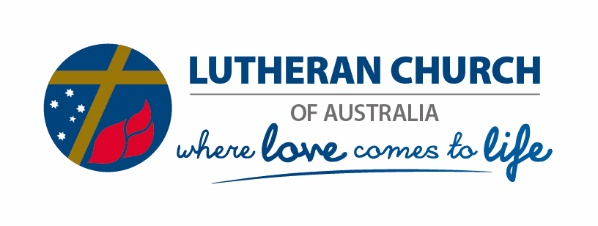 LUTHERAN CHURCH
OF AUSTRALIA
where love comes to life